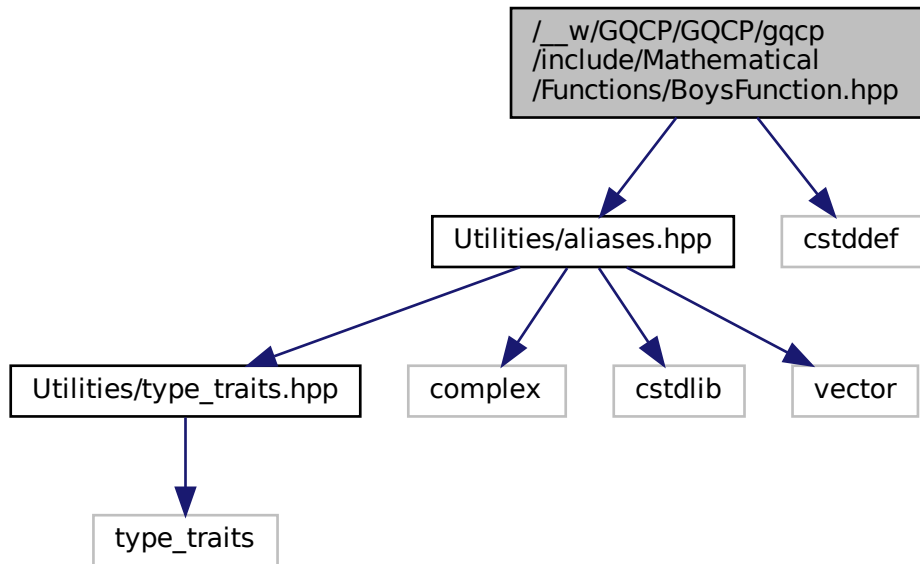 /__w/GQCP/GQCP/gqcp
/include/Mathematical
/Functions/BoysFunction.hpp
Utilities/aliases.hpp
cstddef
Utilities/type_traits.hpp
complex
cstdlib
vector
type_traits